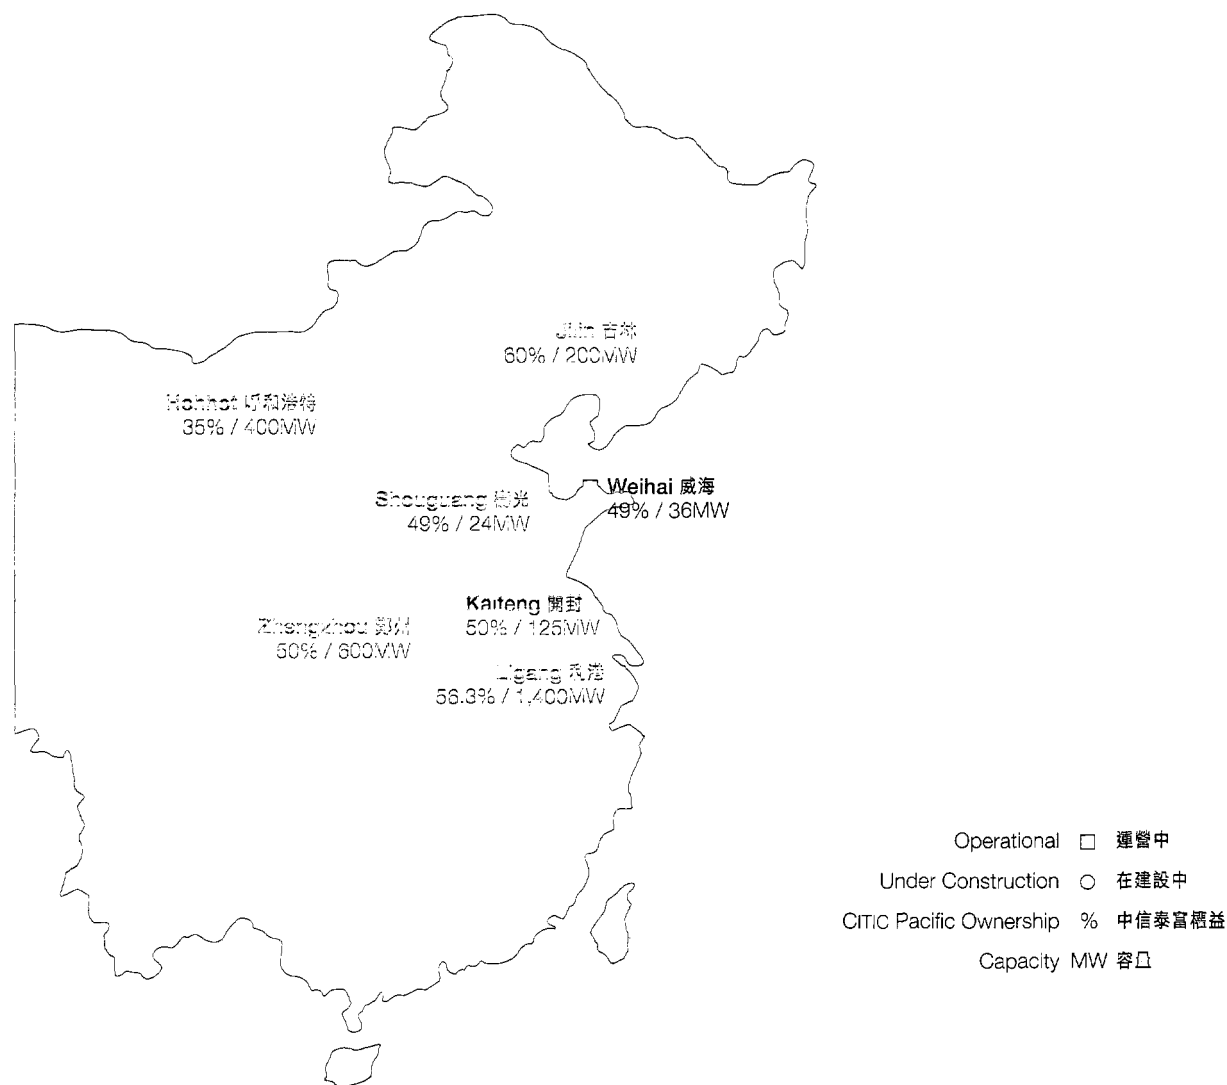 Jilin 吉林
60% / 200MW
Hohhot 呼和浩特
35% / 400MW
Weihai 威海
49% / 36MW
Shouguang 壽光
49% / 24MW
Kaifeng 開封
50% / 125MW
Zhengzhou 鄭州
50% / 600MW
Ligang 利港
56.3% / 1,400MW
Operational □ 運營中
Under Construction ○ 在建設中
CITIC Pacific Ownership % 中信泰富權益
Capacity MW 容量